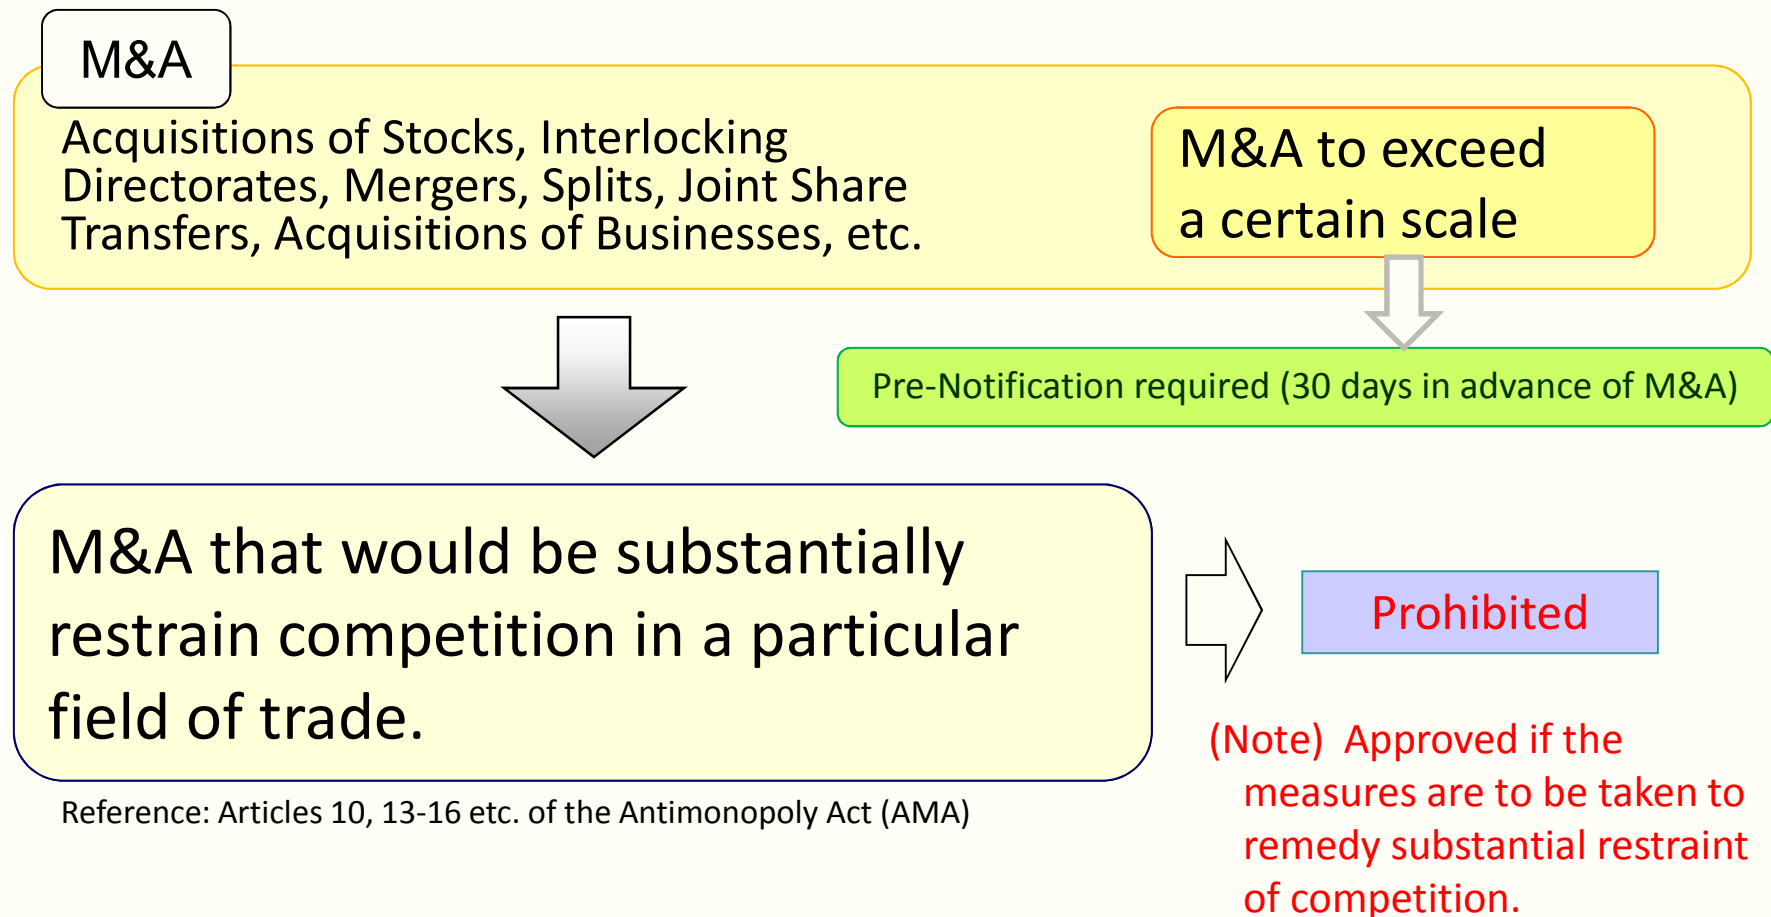 M&A
Acquisitions of Stocks, Interlocking
Directorates, Mergers, Splits, Joint Share
Transfers, Acquisitions of Businesses, etc.
M&A to exceed
a certain scale
Pre-Notification required (30 days in advance of M&A)
M&A that would be substantially
restrain competition in a particular
field of trade.
Prohibited
(Note) Approved if the
measures are to be taken to
remedy substantial restraint
of competition.
Reference: Articles 10, 13-16 etc. of the Antimonopoly Act (AMA)